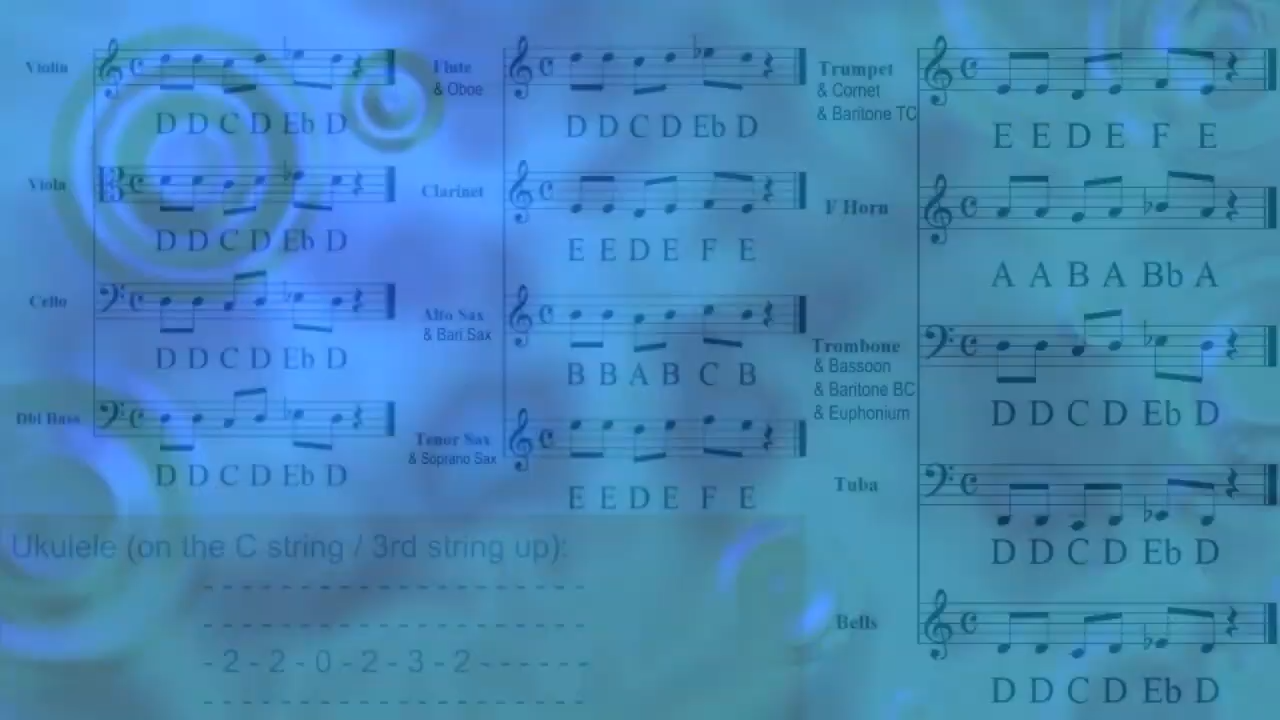 Violin
D D C D Eb D
Viola
D D C D Eb D
Cello
D D C D Eb D
Dbl Bass
D D C D Eb D
Ukulele (on the C string / 3rd string up):
- - - - - - - - - - - - - - - - - - - -
- - - - - - - - - - - - - - - - - - - -
- 2 - 2 - 0 - 2 - 3 - 2 - - - - - - -
- - - - - - - - - - - - - - - - - - - -
Flute
& Oboe
D D C D Eb D
Clarinet
E E D E F E
Alto Sax
& Bari Sax
B B A B C B
Tenor Sax
& Soprano Sax
E E D E F E
Trumpet
& Cornet
& Baritone TC
E E D E F E
F Horn
A A B A Bb A
Trombone
& Bassoon
& Baritone BC
& Euphonium
D D C D Eb D
Tuba
D D C D Eb D
Bells
D D C D Eb D